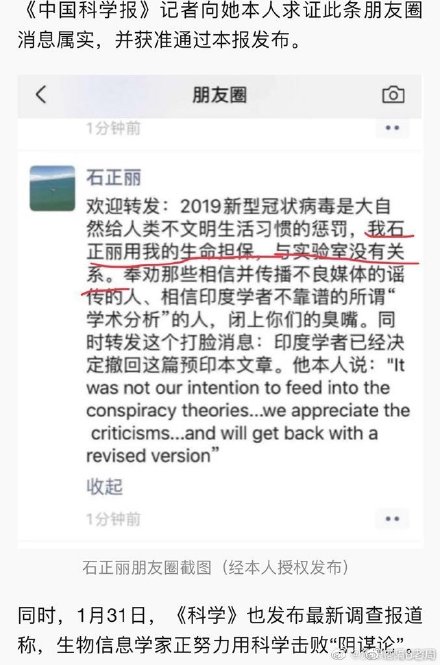 《中国科学报》记者向她本人求证此条朋友圈
消息属实，并获准通过本报发布。
朋友圈
1分钟前
石正丽
欢迎转发：2019新型冠状病毒是大自
然给人类不文明生活习惯的惩罚，我石
正丽用我的生命担保，与实验室没有关
系。奉劝那些相信并传播不良媒体的谣
传的人、相信印度学者不靠谱的所谓“
学术分析”的人，闭上你们的臭嘴。同
时转发这个打脸消息：印度学者已经决
定撤回这篇预印本文章。他本人说："It
was not our intention to feed into the
conspiracy theories...we appreciate the
criticisms...and will get back with a
revised version”
收起
1分钟前
石正丽朋友圈截图（经本人授权发布）
同时，1月31日，《科学》也发布最新调查报道
称，生物信息学家正努力用科学击败“阴谋论”。